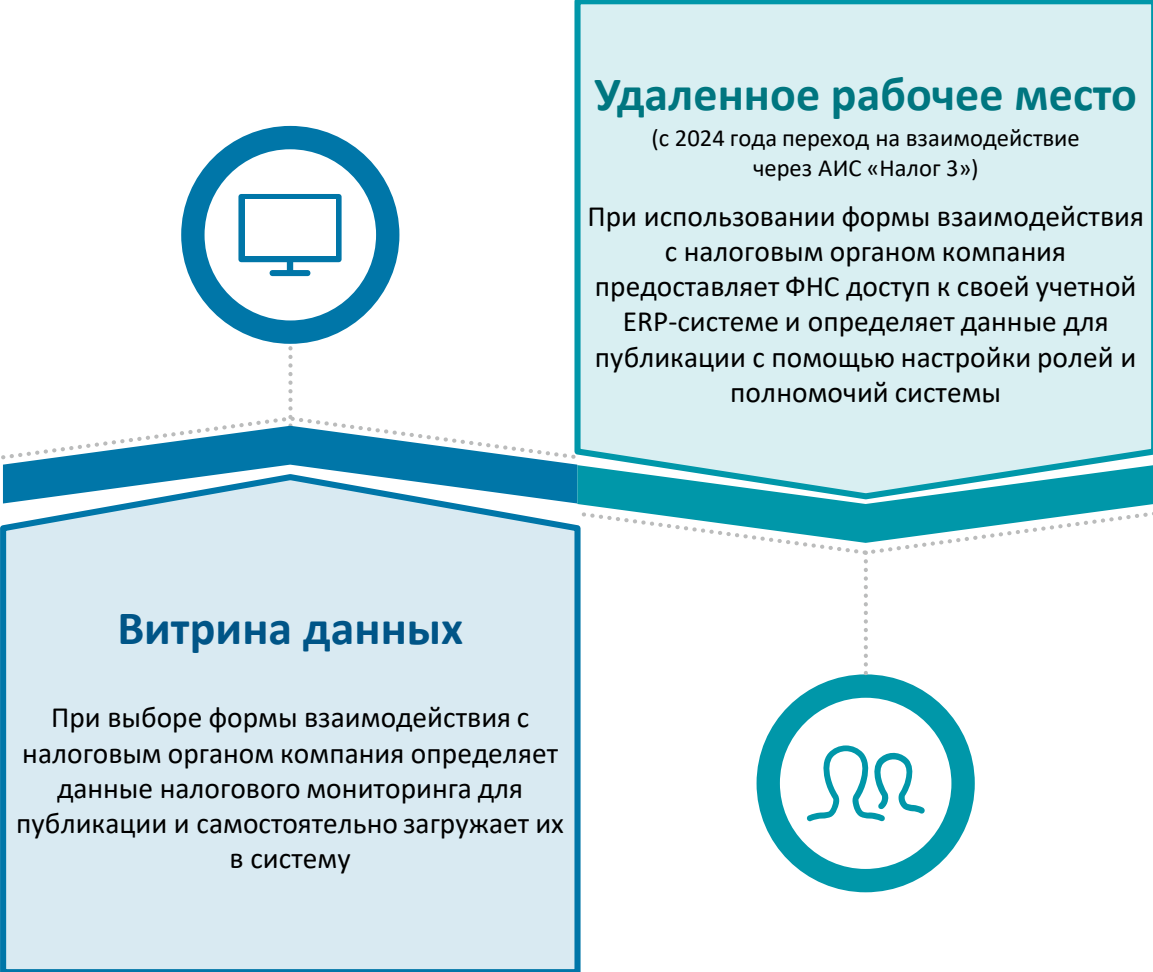 Удаленное рабочее место
(с 2024 года переход на взаимодействие
через АИС «Налог 3»)
При использовании формы взаимодействия
с налоговым органом компания
предоставляет ФНС доступ к своей учетной
ERP-системе и определяет данные для
публикации с помощью настройки ролей и
полномочий системы
Витрина данных
При выборе формы взаимодействия с
налоговым органом компания определяет
данные налогового мониторинга для
публикации и самостоятельно загружает их
в систему